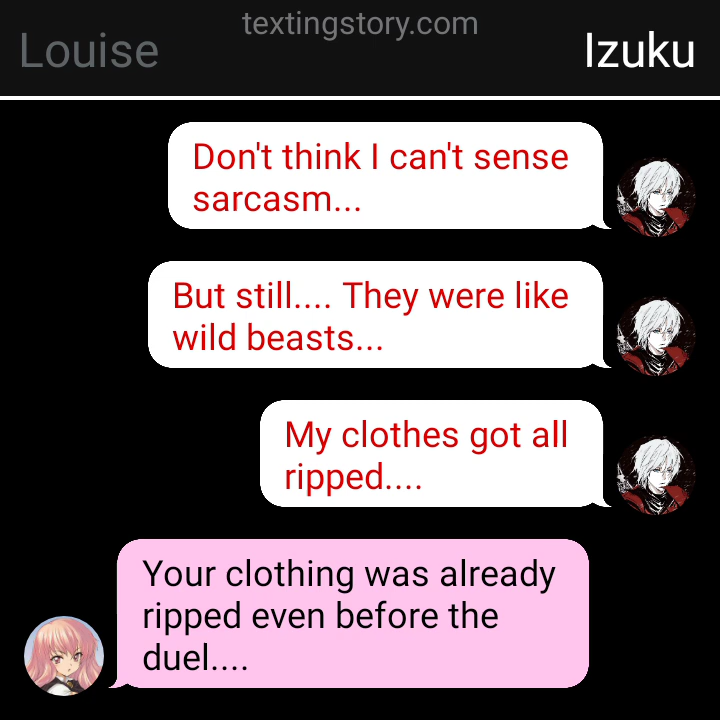 textingstory.com
Louise
Izuku
Don't think I can't sense
sarcasm...
But still.... They were like
wild beasts...
My clothes got all
ripped....
Your clothing was already
ripped even before the
duel....